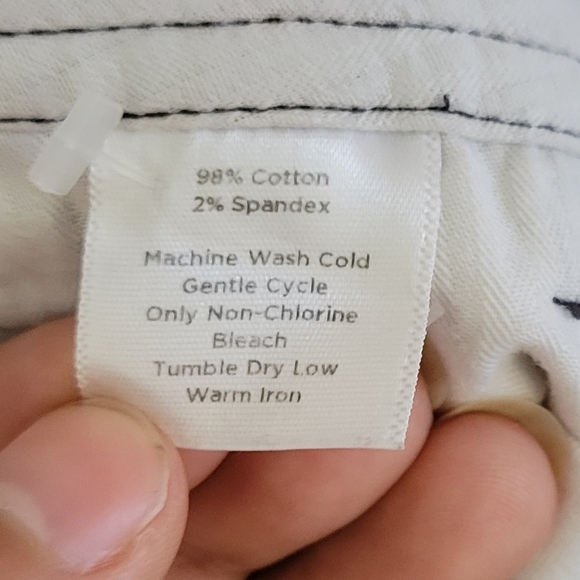 98% Cotton
2% Spandex
Machine Wash Cold
Gentle Cycle
Only Non-Chlorine
Bleach
Tumble Dry Low
Warm Iron